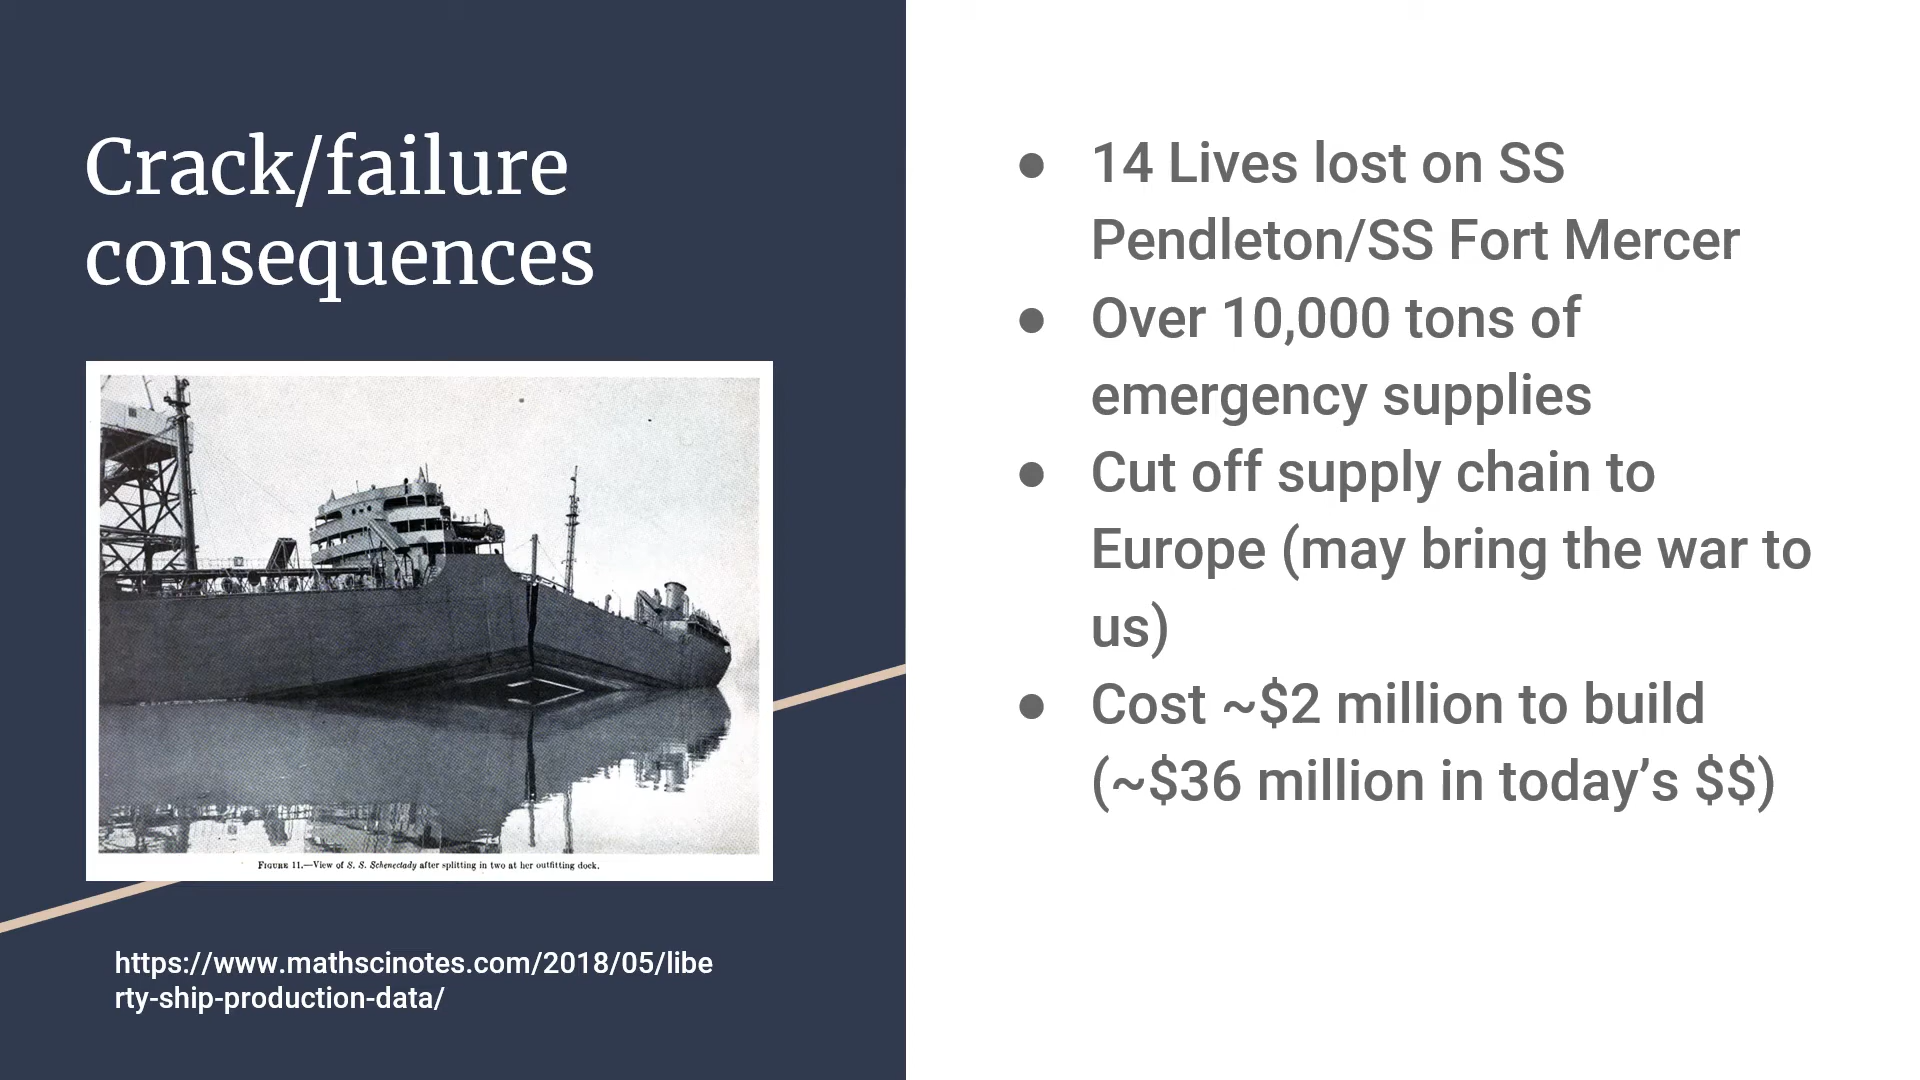 Crack/failure
consequences
FIGURE 11.—View of S. S. Schenectady after splitting in two at her outfitting dock.
https://www.mathscinotes.com/2018/05/libe
rty-ship-production-data/
● 14 Lives lost on SS
Pendleton/SS Fort Mercer
● Over 10,000 tons of
emergency supplies
● Cut off supply chain to
Europe (may bring the war to
us)
● Cost ~$2 million to build
(~$36 million in today’s $$)